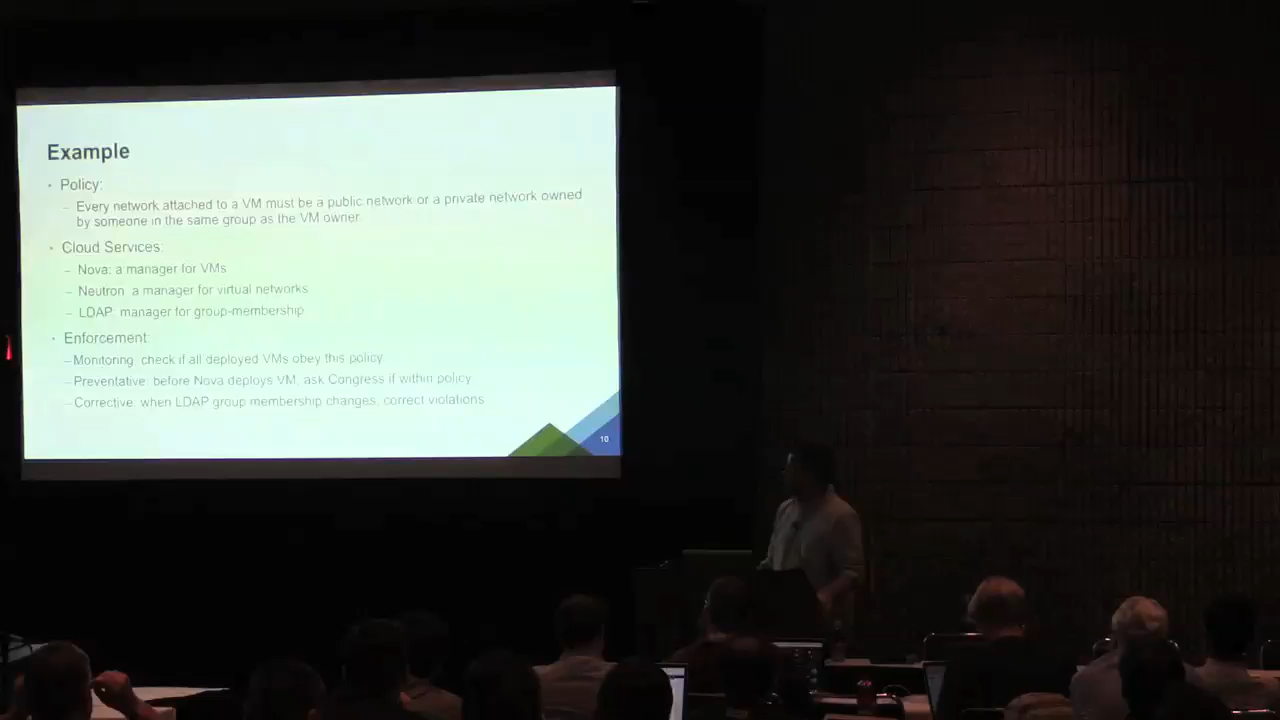 Example
• Policy:
– Every network attached to a VM must be a public network or a private network owned
by someone in the same group as the VM owner.
• Cloud Services:
– Nova: a manager for VMs
– Neutron: a manager for virtual networks
– LDAP: manager for group-membership
• Enforcement:
– Monitoring: check if all deployed VMs obey this policy
– Preventative: before Nova deploys VM, ask Congress if within policy
– Corrective: when LDAP group membership changes, correct violations
10